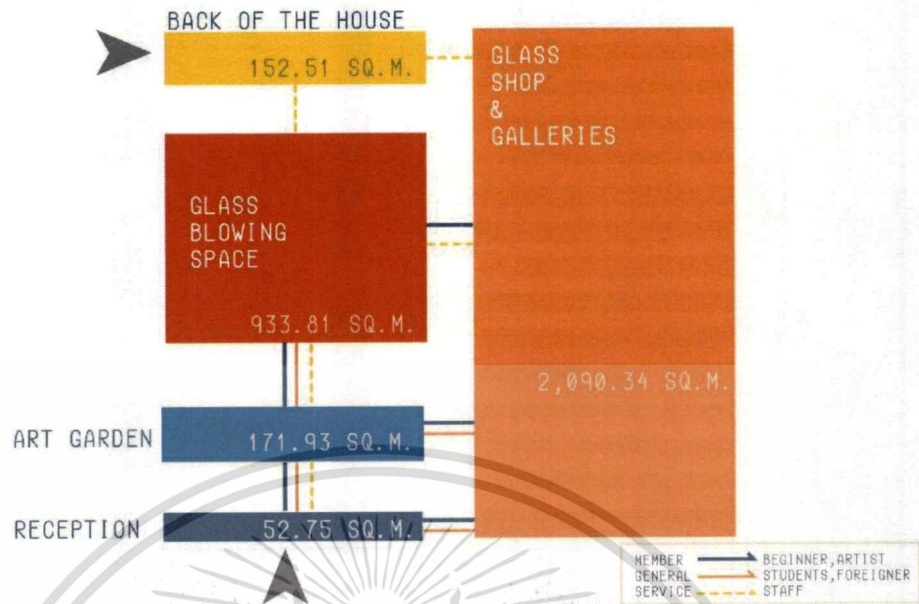 BACK OF THE HOUSE
152.51 SQ.M.
GLASS
SHOP
&
GALLERIES
GLASS
BLOWING
SPACE
933.81 SQ.M.
2,090.34 SQ.M.
ART GARDEN
171.93 SQ.M.
RECEPTION
52.75 SQ.M.
MEMBER BEGINNER,ARTIST
GENERAL STUDENTS,FOREIGNER
SERVICE STAFF